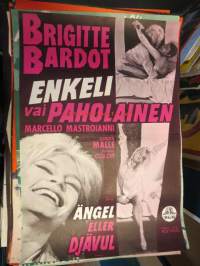 BRIGITTE
BARDOT
ENKELI
vai PAHOLAINEN
MARCELLO MASTROIANNI
MALLE
ÄNGEL
ELLER
DJÄVUL